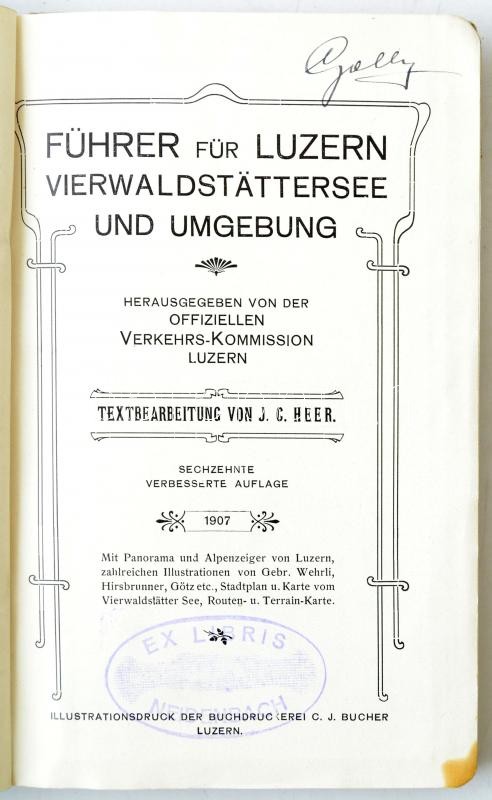 FÜHRER FÜR LUZERN
VIERWALDSTÄTTERSEE
UND UMGEBUNG
HERAUSGEGEBEN VON DER
OFFIZIELLEN
VERKEHRS-KOMMISSION
LUZERN
TEXTBEARBEITUNG VON J. C. HEER.
SECHZEHNTE
VERBESSERTE AUFLAGE
1907
Mit Panorama und Alpenzeiger von Luzern,
zahlreichen Illustrationen von Gebr. Wehrli,
Hirsbrunner, Götz etc., Stadtplan u. Karte vom
Vierwaldstätter See, Routen- u. Terrain-Karte.
EX LIBRIS
NEIDENBACH
ILLUSTRATIONSDRUCK DER BUCHDRUCKEREI C. J. BUCHER
LUZERN.